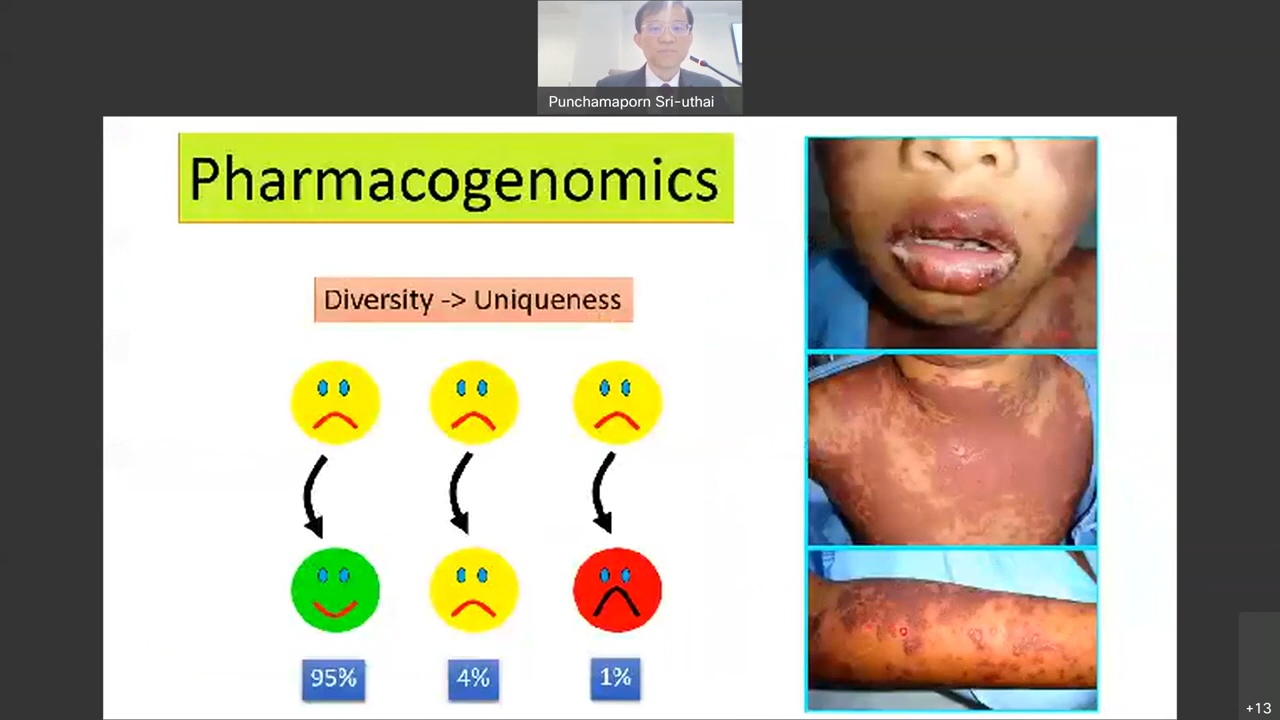 Punchamaporn Sri-uthai
Pharmacogenomics
Diversity -> Uniqueness
95%
4%
1%
+13